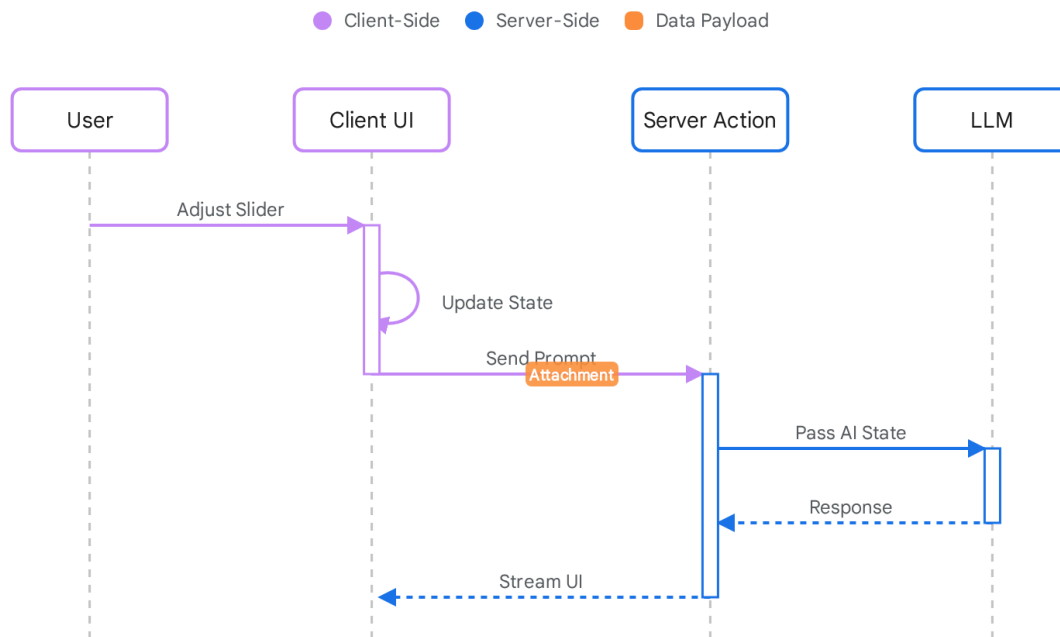 Client-Side Server-Side Data Payload
User Client UI Server Action LLM
Adjust Slider
Update State
Send Prompt
Attachment
Pass AI State
Response
Stream UI